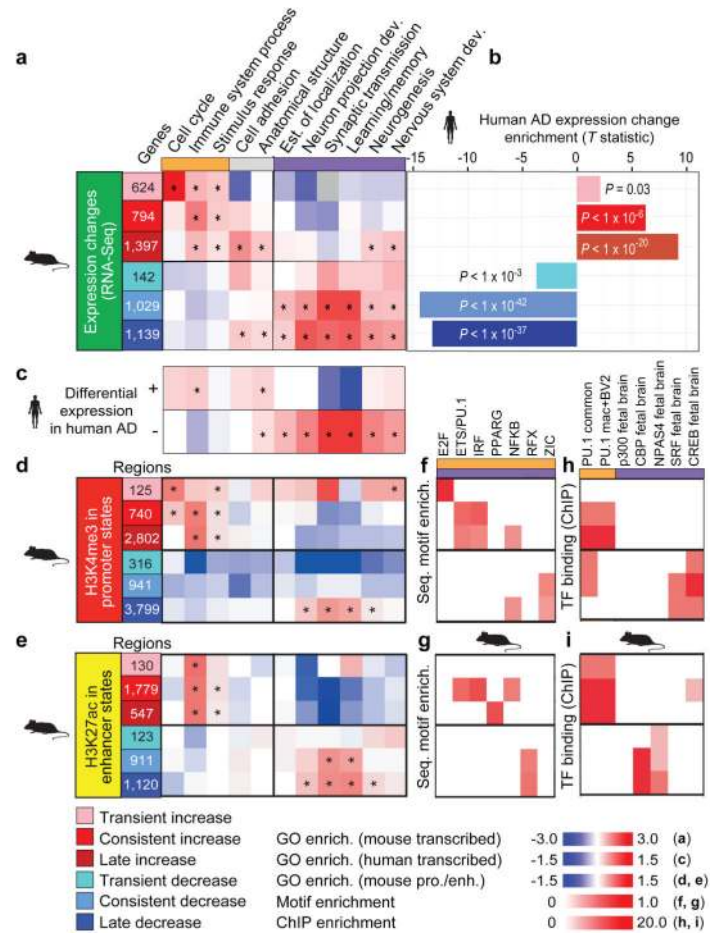 a
Genes
Cell cycle
Immune system process
Stimulus response
Cell adhesion
Anatomical structure
Est. of localization
Neuron projection dev.
Synaptic transmission
Learning/memory
Neurogenesis
Nervous system dev.
b
Human AD expression change
enrichment (T statistic)
-15 -10 -5 0 5 10
Expression changes
(RNA-Seq)
624
794
1,397
142
1,029
1,139
* * *
* *
* * * * * *
* * * * * *
* * * * * * * *
P = 0.03
P < 1 x 10-6
P < 1 x 10-20
P < 1 x 10-3
P < 1 x 10-42
P < 1 x 10-37
c
Differential
expression
in human AD
+
-
* *
* * * * * * *
d
Regions
H3K4me3 in
promoter states
125
740
2,802
316
941
3,799
* * *
* * *
* *
* * * *
f
E2F
ETS/PU.1
IRF
PPARG
NFKB
RFX
ZIC
Seq. motif enrich.
h
PU.1 common
PU.1 mac+BV2
p300 fetal brain
CBP fetal brain
NPAS4 fetal brain
SRF fetal brain
CREB fetal brain
TF binding (ChIP)
e
Regions
H3K27ac in
enhancer states
130
1,779
547
123
911
1,120
*
* *
* *
* *
* * * *
g
Seq. motif enrich.
i
TF binding (ChIP)
Transient increase
Consistent increase
Late increase
Transient decrease
Consistent decrease
Late decrease
GO enrich. (mouse transcribed)
GO enrich. (human transcribed)
GO enrich. (mouse pro./enh.)
Motif enrichment
ChIP enrichment
-3.0 3.0 (a)
-1.5 1.5 (c)
-1.5 1.5 (d, e)
0 1.0 (f, g)
0 20.0 (h, i)